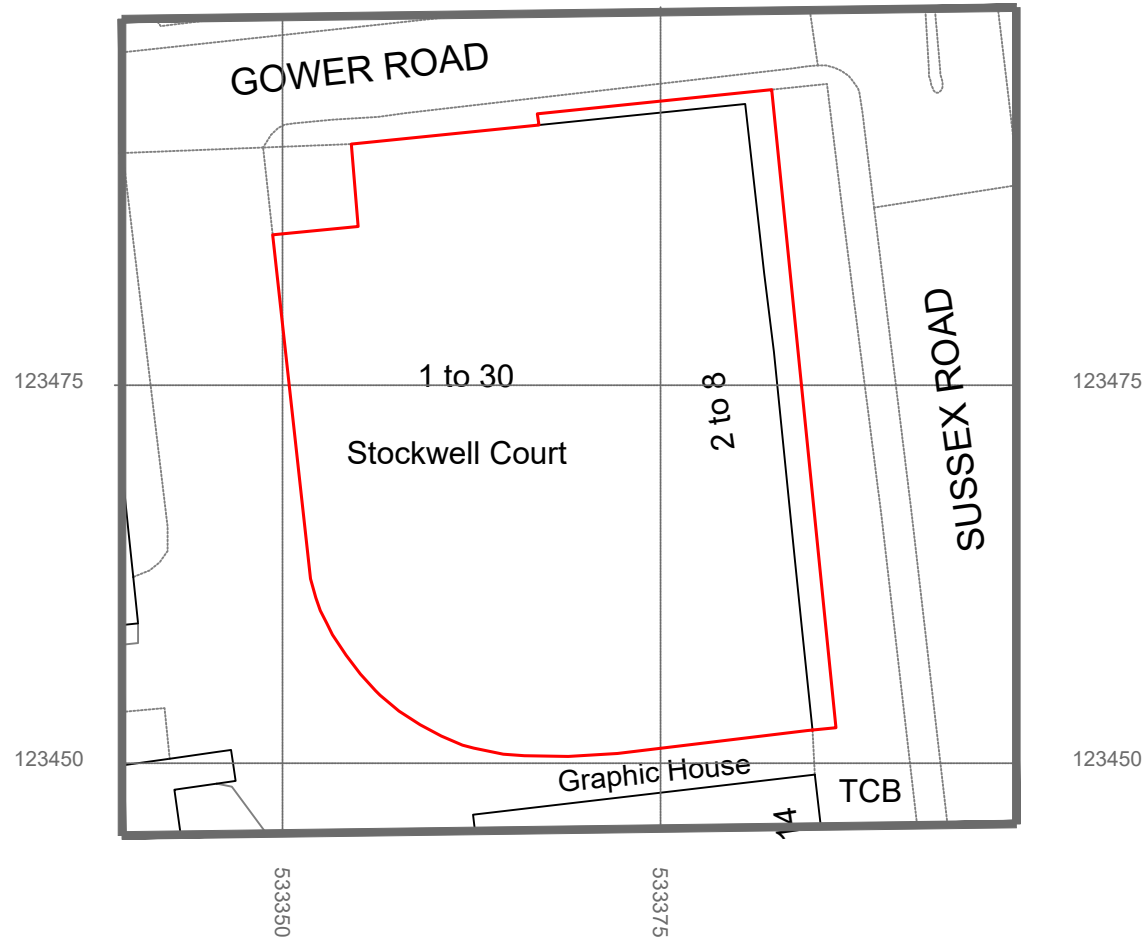 GOWER ROAD
123475
1 to 30
2 to 8
123475
SUSSEX ROAD
Stockwell Court
123450
Graphic House
TCB
14
123450
533350
533375